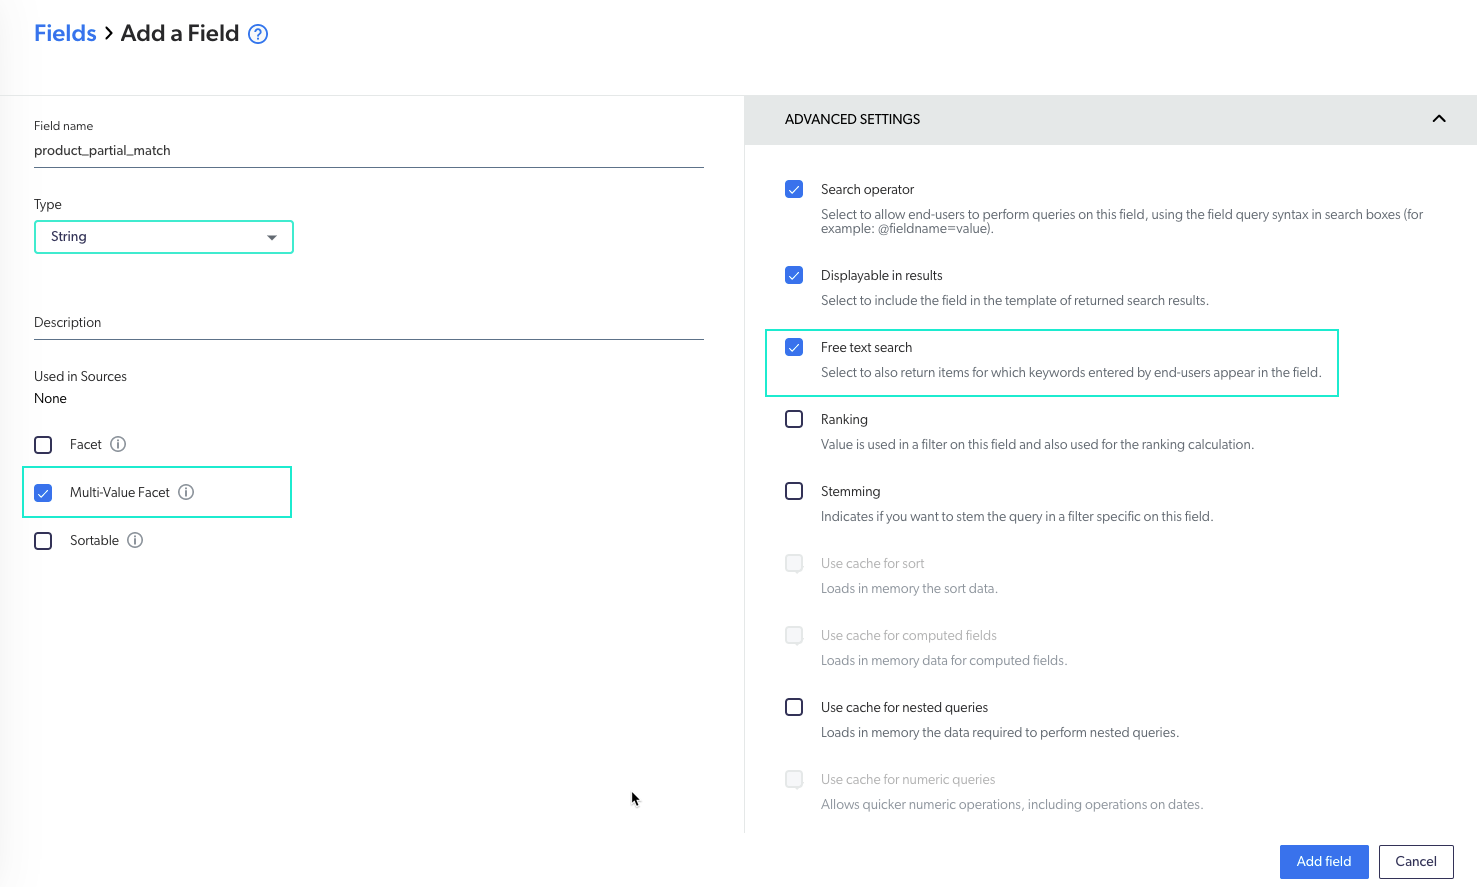 Fields > Add a Field ?
Field name
product_partial_match
Type
String
Description
Used in Sources
None
Facet
Multi-Value Facet
Sortable
ADVANCED SETTINGS
Search operator
Select to allow end-users to perform queries on this field, using the field query syntax in search boxes (for
example: @fieldname=value).
Displayable in results
Select to include the field in the template of returned search results.
Free text search
Select to also return items for which keywords entered by end-users appear in the field.
Ranking
Value is used in a filter on this field and also used for the ranking calculation.
Stemming
Indicates if you want to stem the query in a filter specific on this field.
Use cache for sort
Loads in memory the sort data.
Use cache for computed fields
Loads in memory data for computed fields.
Use cache for nested queries
Loads in memory the data required to perform nested queries.
Use cache for numeric queries
Allows quicker numeric operations, including operations on dates.
Add field
Cancel